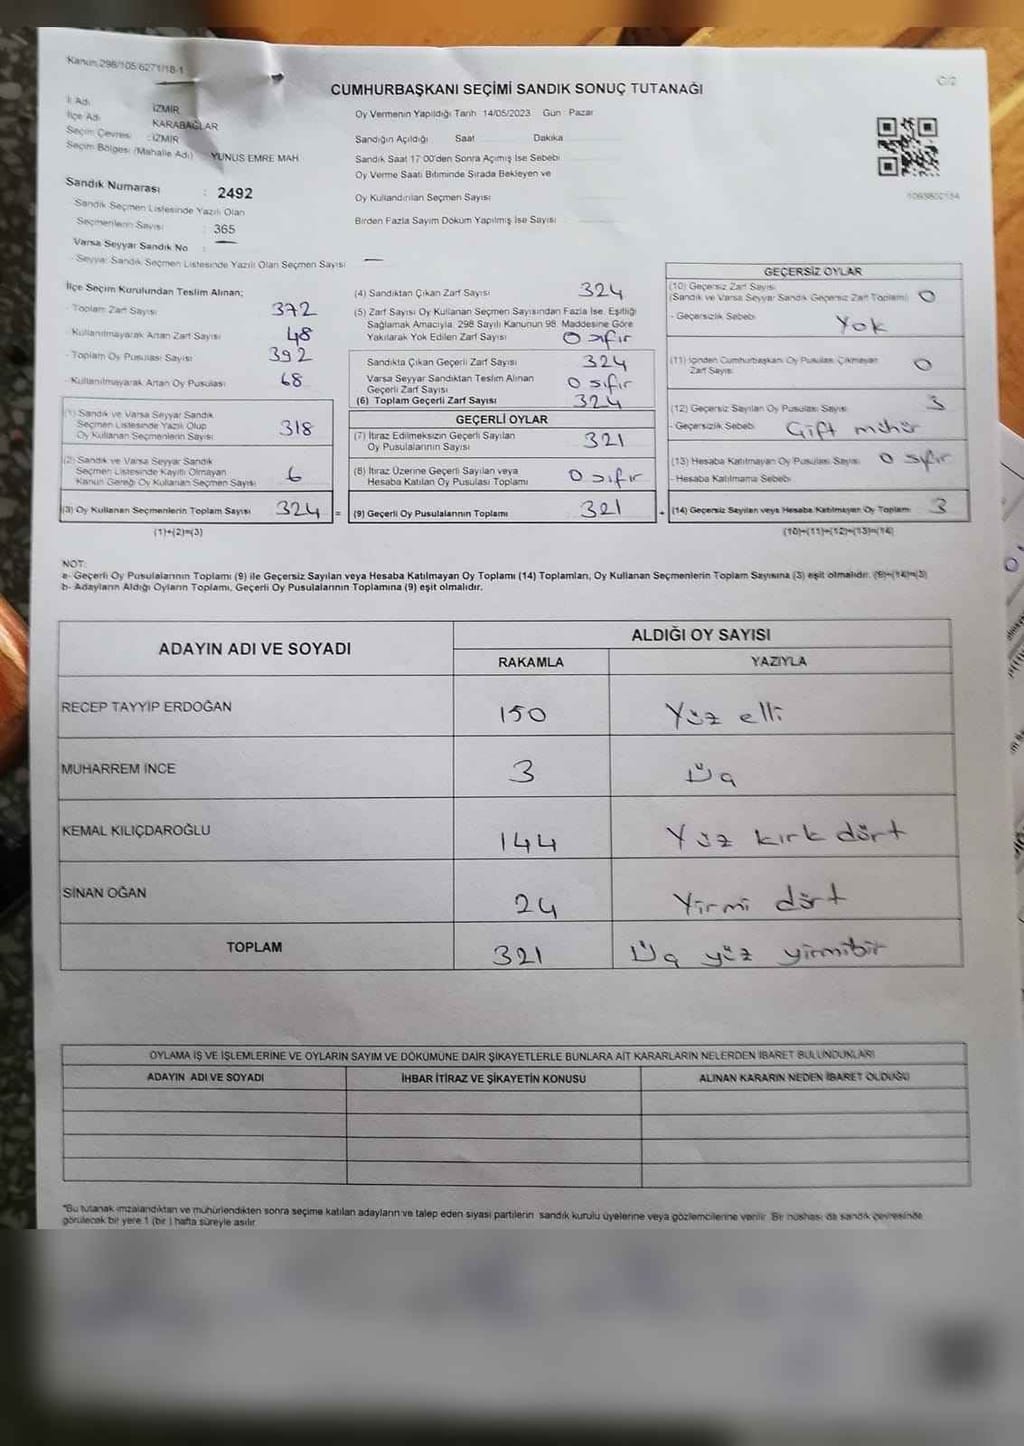 Kanun:298/105/6271/18-1
C/2
CUMHURBAŞKANI SEÇİMİ SANDIK SONUÇ TUTANAĞI
İl Adı İZMİR
İlçe Adı KARABAĞLAR
Seçim Çevresi : İZMİR
Seçim Bölgesi /Mahalle Adı) YUNUS EMRE MAH
Sandık Numarası : 2492
Sandık Seçmen Listesinde Yazılı Olan
Seçmenlerin Sayısı : 365
Varsa Seyyar Sandık No : —
- Seyyar Sandık Seçmen Listesinde Yazılı Olan Seçmen Sayısı —
Oy Vermenin Yapıldığı Tarih 14/05/2023 Gün Pazar
Sandığın Açıldığı Saat Dakika
Sandık Saat 17:00'den Sonra Açımış İse Sebebi
Oy Verme Saati Bitiminde Sırada Bekleyen ve
Oy Kullandırılan Seçmen Sayısı
Birden Fazla Sayım Döküm Yapılmış İse Sayısı
İlçe Seçim Kurulundan Teslim Alınan;
- Toplam Zarf Sayısı 372
- Kullanılmayarak Artan Zarf Sayısı 48
- Toplam Oy Pusulası Sayısı 392
- Kullanılmayarak Artan Oy Pusulası 68
(1) Sandık ve Varsa Seyyar Sandık
Seçmen Listesinde Yazılı Olup
Oy Kullanan Seçmenlerin Sayısı 318
(2) Sandık ve Varsa Seyyar Sandık
Seçmen Listesinde Kayıtlı Olmayan
Kanun Gereği Oy Kullanan Seçmen Sayısı 6
(3) Oy Kullanan Seçmenlerin Toplam Sayısı 324 =
(1)+(2)=(3)
(4) Sandıktan Çıkan Zarf Sayısı 324
(5) Zarf Sayısı Oy Kullanan Seçmen Sayısından Fazla İse, Eşitliği
Sağlamak Amacıyla, 298 Sayılı Kanunun 98. Maddesine Göre
Yakılarak Yok Edilen Zarf Sayısı 0 sıfır
Sandıkta Çıkan Geçerli Zarf Sayısı 324
Varsa Seyyar Sandıktan Teslim Alınan
Geçerli Zarf Sayısı 0 sıfır
(6) Toplam Geçerli Zarf Sayısı 324
GEÇERLİ OYLAR
(7) İtiraz Edilmeksizin Geçerli Sayılan
Oy Pusulalarının Sayısı 321
(8) İtiraz Üzerine Geçerli Sayılan veya
Hesaba Katılan Oy Pusulası Toplamı 0 sıfır
(9) Geçerli Oy Pusulalarının Toplamı 321 +
GEÇERSİZ OYLAR
(10) Geçersiz Zarf Sayısı
(Sandık ve Varsa Seyyar Sandık Geçersiz Zarf Toplamı) 0
- Geçersizlik Sebebi Yok
(11) İçinden Cumhurbaşkanı Oy Pusulası Çıkmayan
Zarf Sayısı 0
(12) Geçersiz Sayılan Oy Pusulası Sayısı 3
- Geçersizlik Sebebi Çift mühür
(13) Hesaba Katılmayan Oy Pusulası Sayısı 0 sıfır
- Hesaba Katılmama Sebebi
(14) Geçersiz Sayılan veya Hesaba Katılmayan Oy Toplamı 3
(10)+(11)+(12)+(13)=(14)
NOT:
a- Geçerli Oy Pusulalarının Toplamı (9) ile Geçersiz Sayılan veya Hesaba Katılmayan Oy Toplamı (14) Toplamları, Oy Kullanan Seçmenlerin Toplam Sayısına (3) eşit olmalıdır. (9)+(14)=(3)
b- Adayların Aldığı Oyların Toplamı, Geçerli Oy Pusulalarının Toplamına (9) eşit olmalıdır.
ADAYIN ADI VE SOYADI
ALDIĞI OY SAYISI
RAKAMLA YAZIYLA
RECEP TAYYİP ERDOĞAN 150 Yüz elli
MUHARREM İNCE 3 Üç
KEMAL KILIÇDAROĞLU 144 Yüz kırk dört
SİNAN OĞAN 24 Yirmi dört
TOPLAM 321 Üç yüz yirmibir
OYLAMA İŞ VE İŞLEMLERİNE VE OYLARIN SAYIM VE DÖKÜMÜNE DAİR ŞİKAYETLERLE BUNLARA AİT KARARLARIN NELERDEN İBARET BULUNDUKLARI
ADAYIN ADI VE SOYADI İHBAR İTİRAZ VE ŞİKAYETİN KONUSU ALINAN KARARIN NEDEN İBARET OLDUĞU
*Bu tutanak imzalandıktan ve mühürlendikten sonra seçime katılan adayların ve talep eden siyasi partilerin sandık kurulu üyelerine veya gözlemcilerine verilir. Bir nüshası da sandık çevresinde
görülecek bir yere 1 (bir ) hafta süreyle asılır